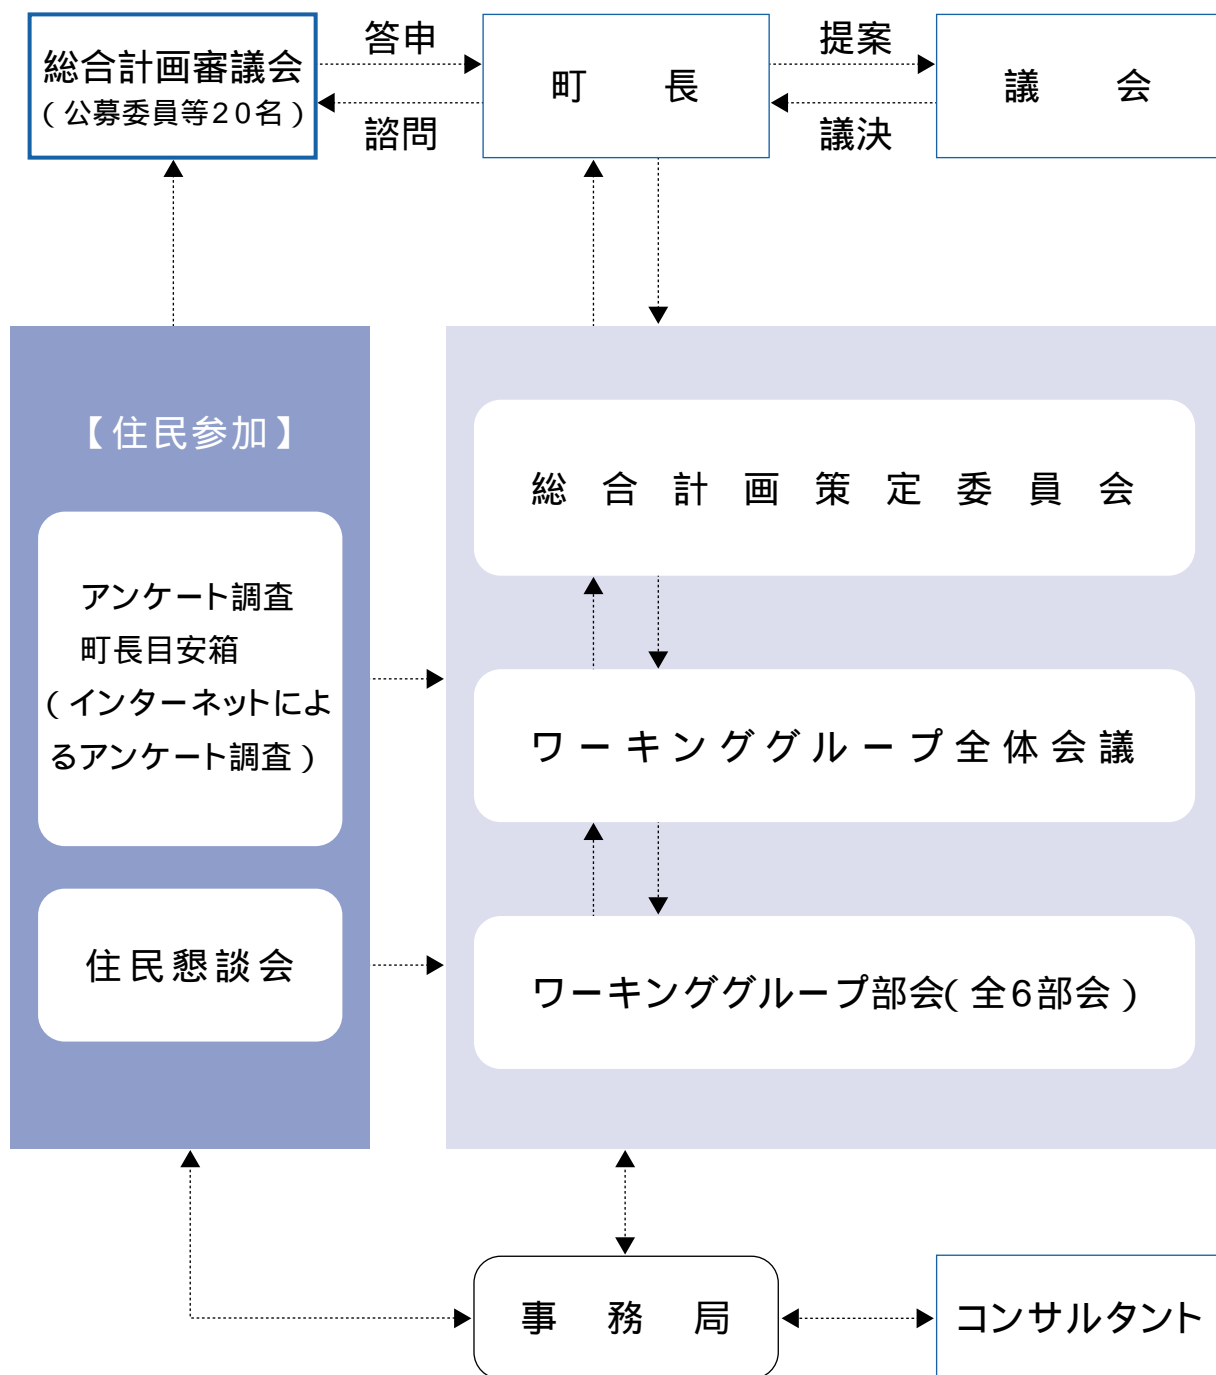 総合計画審議会
（公募委員等20名）
答申
諮問
町長
提案
議決
議会
【住民参加】
アンケート調査
町長目安箱
（インターネットによ
るアンケート調査）
住民懇談会
総合計画策定委員会
ワーキンググループ全体会議
ワーキンググループ部会（全6部会）
事務局
コンサルタント